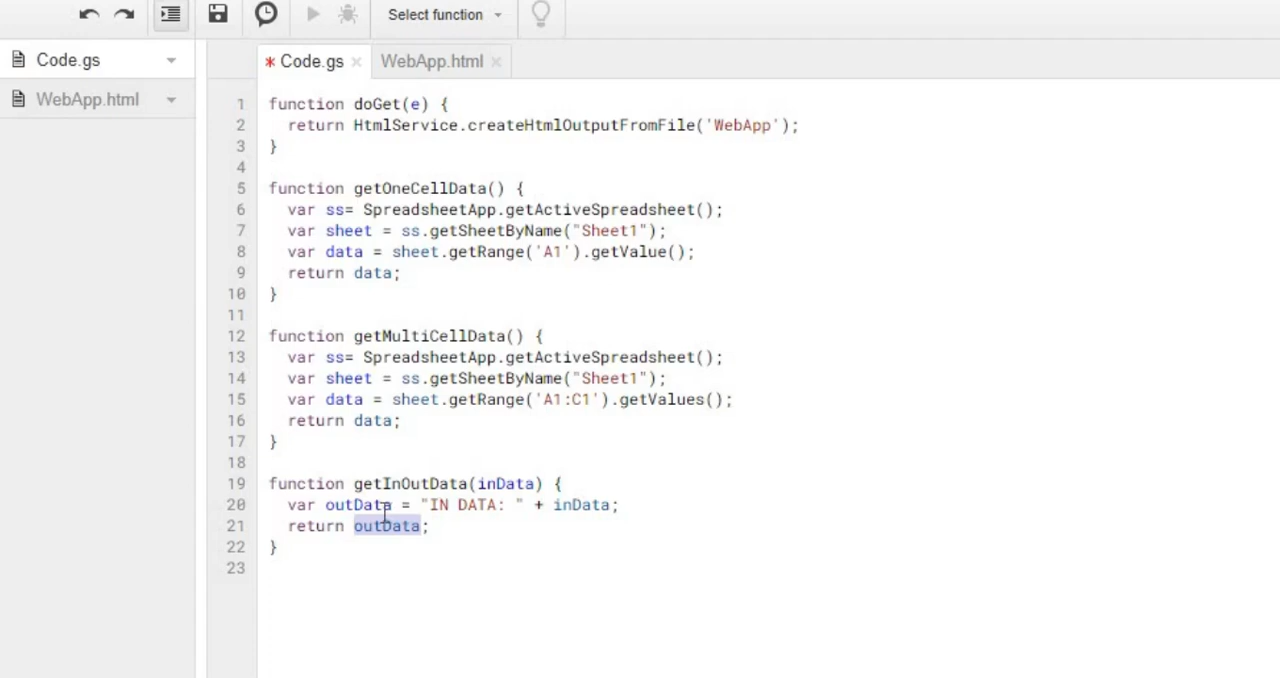 Select function
Code.gs
* Code.gs ×
WebApp.html ×
WebApp.html
1 function doGet(e) {
2 return HtmlService.createHtmlOutputFromFile('WebApp');
3 }
4
5 function getOneCellData() {
6 var ss= SpreadsheetApp.getActiveSpreadsheet();
7 var sheet = ss.getSheetByName("Sheet1");
8 var data = sheet.getRange('A1').getValue();
9 return data;
10 }
11
12 function getMultiCellData() {
13 var ss= SpreadsheetApp.getActiveSpreadsheet();
14 var sheet = ss.getSheetByName("Sheet1");
15 var data = sheet.getRange('A1:C1').getValues();
16 return data;
17 }
18
19 function getInOutData(inData) {
20 var outData = "IN DATA: " + inData;
21 return outData;
22 }
23